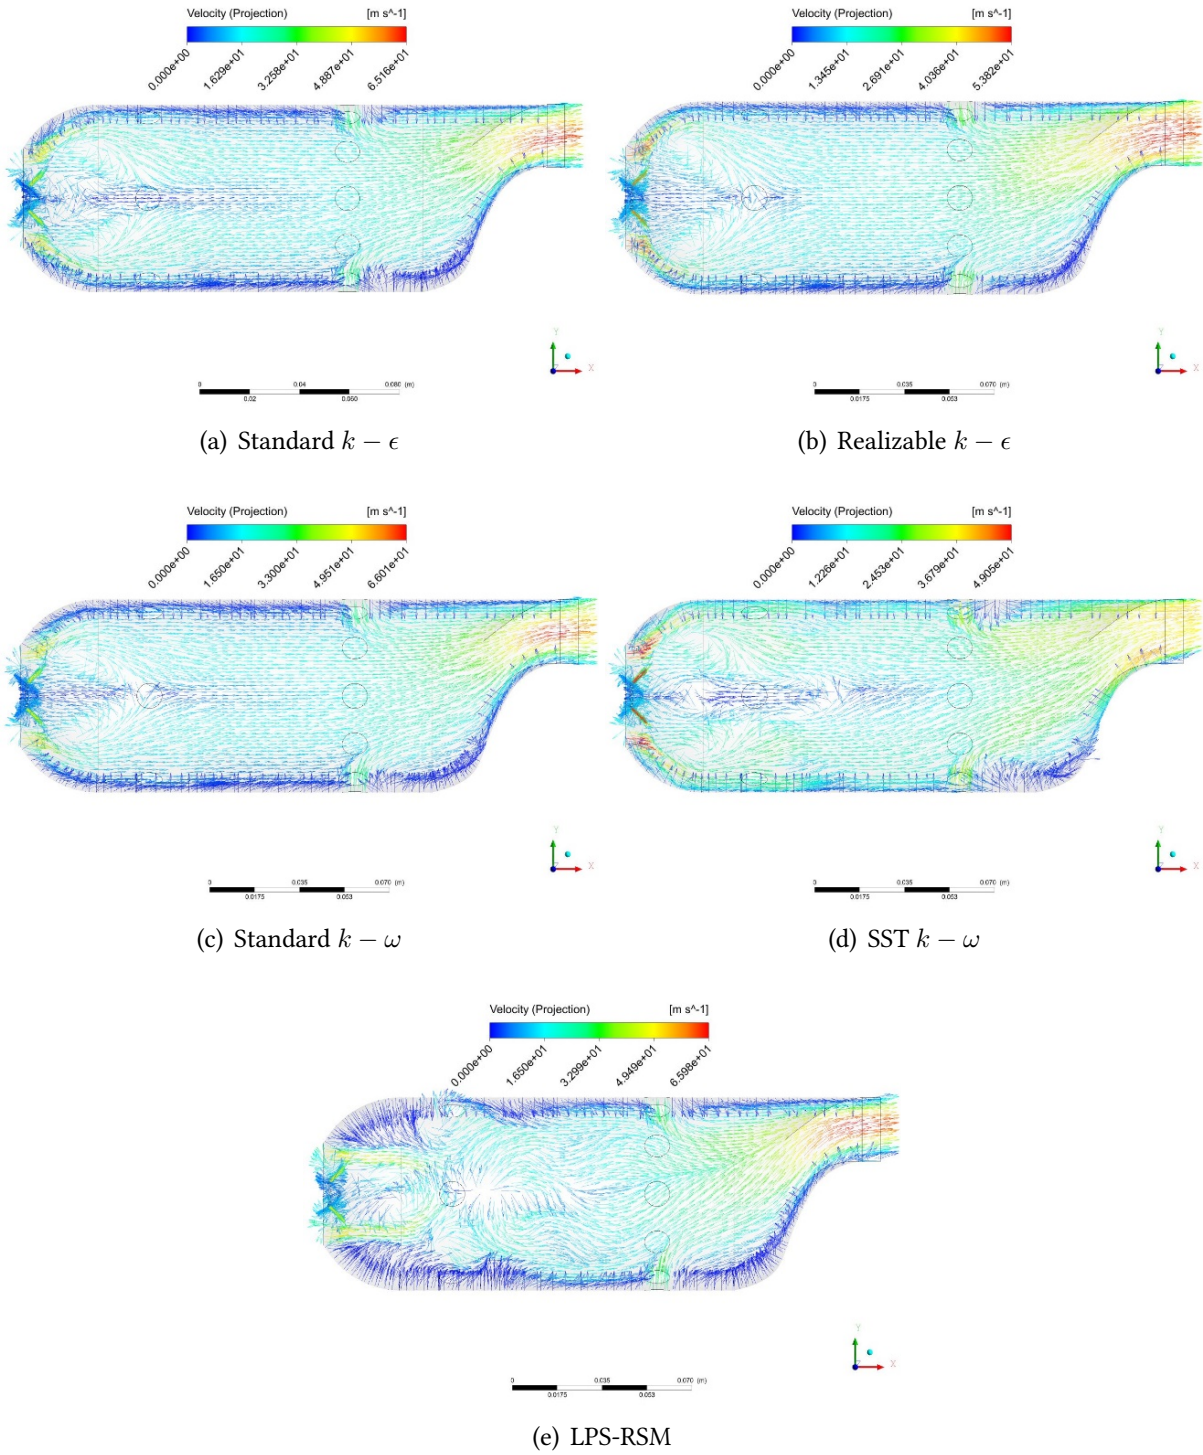 Velocity (Projection) [m s^-1]
0.000e+00 1.629e+01 3.258e+01 4.887e+01 6.516e+01
Velocity (Projection) [m s^-1]
0.000e+00 1.345e+01 2.691e+01 4.036e+01 5.382e+01
Y
X
Z
0 0.04 0.080 (m)
0.02 0.060
Y
X
Z
0 0.035 0.070 (m)
0.0175 0.053
(a) Standard k − ϵ
(b) Realizable k − ϵ
Velocity (Projection) [m s^-1]
0.000e+00 1.650e+01 3.300e+01 4.951e+01 6.601e+01
Velocity (Projection) [m s^-1]
0.000e+00 1.226e+01 2.453e+01 3.679e+01 4.905e+01
Y
X
Z
0 0.035 0.070 (m)
0.0175 0.053
Y
X
Z
0 0.035 0.070 (m)
0.0175 0.053
(c) Standard k − ω
(d) SST k − ω
Velocity (Projection) [m s^-1]
0.000e+00 1.650e+01 3.299e+01 4.949e+01 6.598e+01
Y
X
Z
0 0.035 0.070 (m)
0.0175 0.053
(e) LPS-RSM